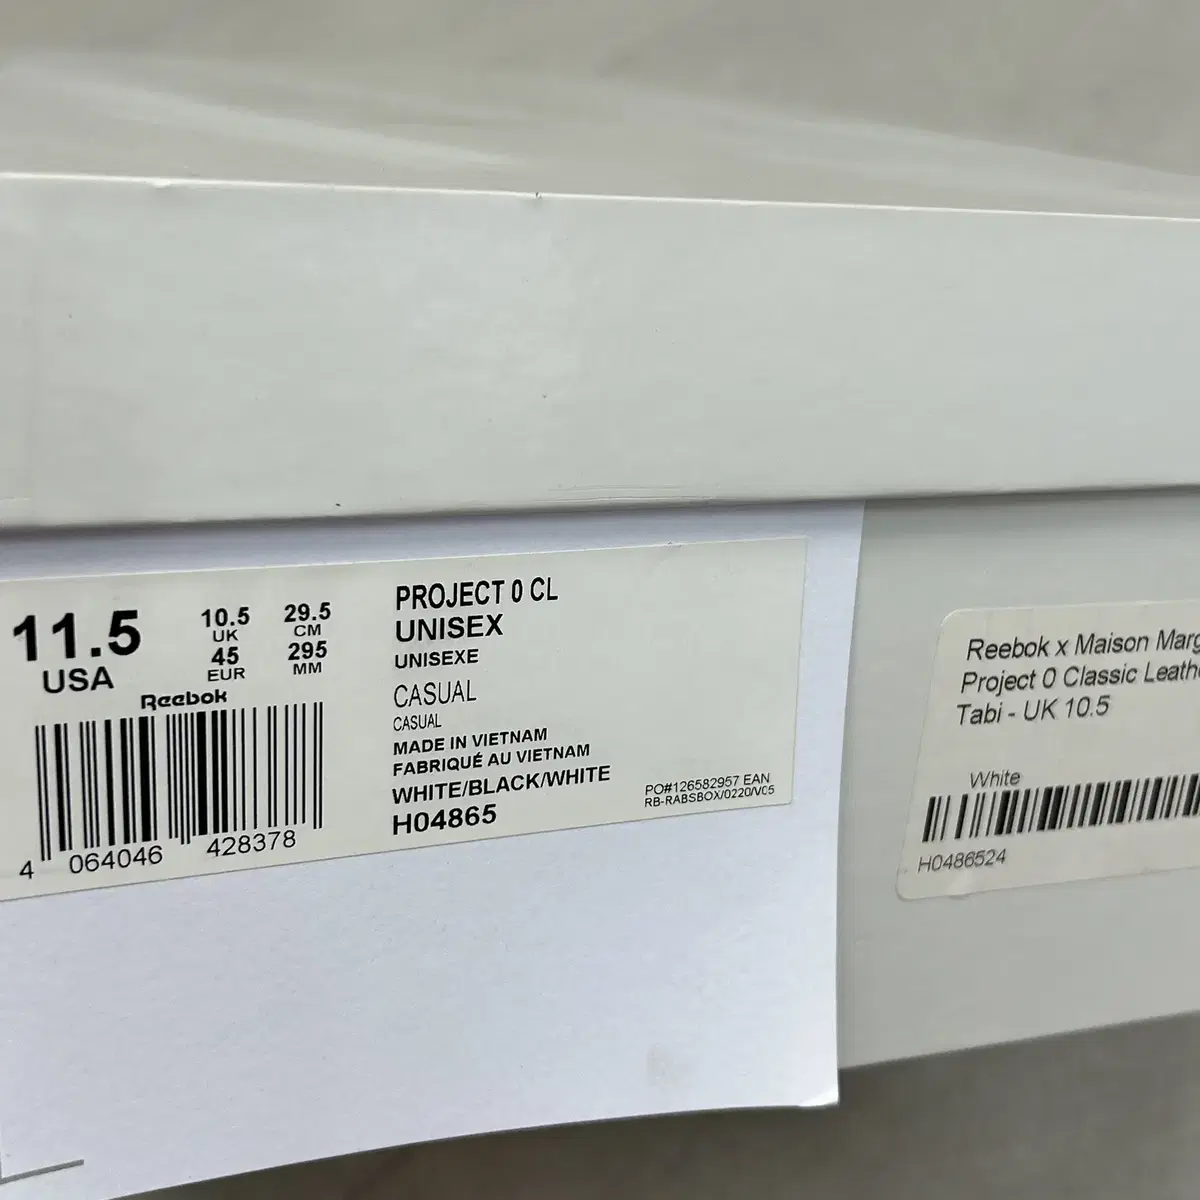 11.5
USA
10.5
UK
45
EUR
29.5
CM
295
MM
Reebok
4 064046 428378
PROJECT 0 CL
UNISEX
UNISEXE
CASUAL
CASUAL
MADE IN VIETNAM
FABRIQUÉ AU VIETNAM
WHITE/BLACK/WHITE
H04865
PO#126582957 EAN
RB-RABSBOX/0220/V05
Reebok x Maison
Project 0 Classic
Tabi - UK 10.5
White
H0486524